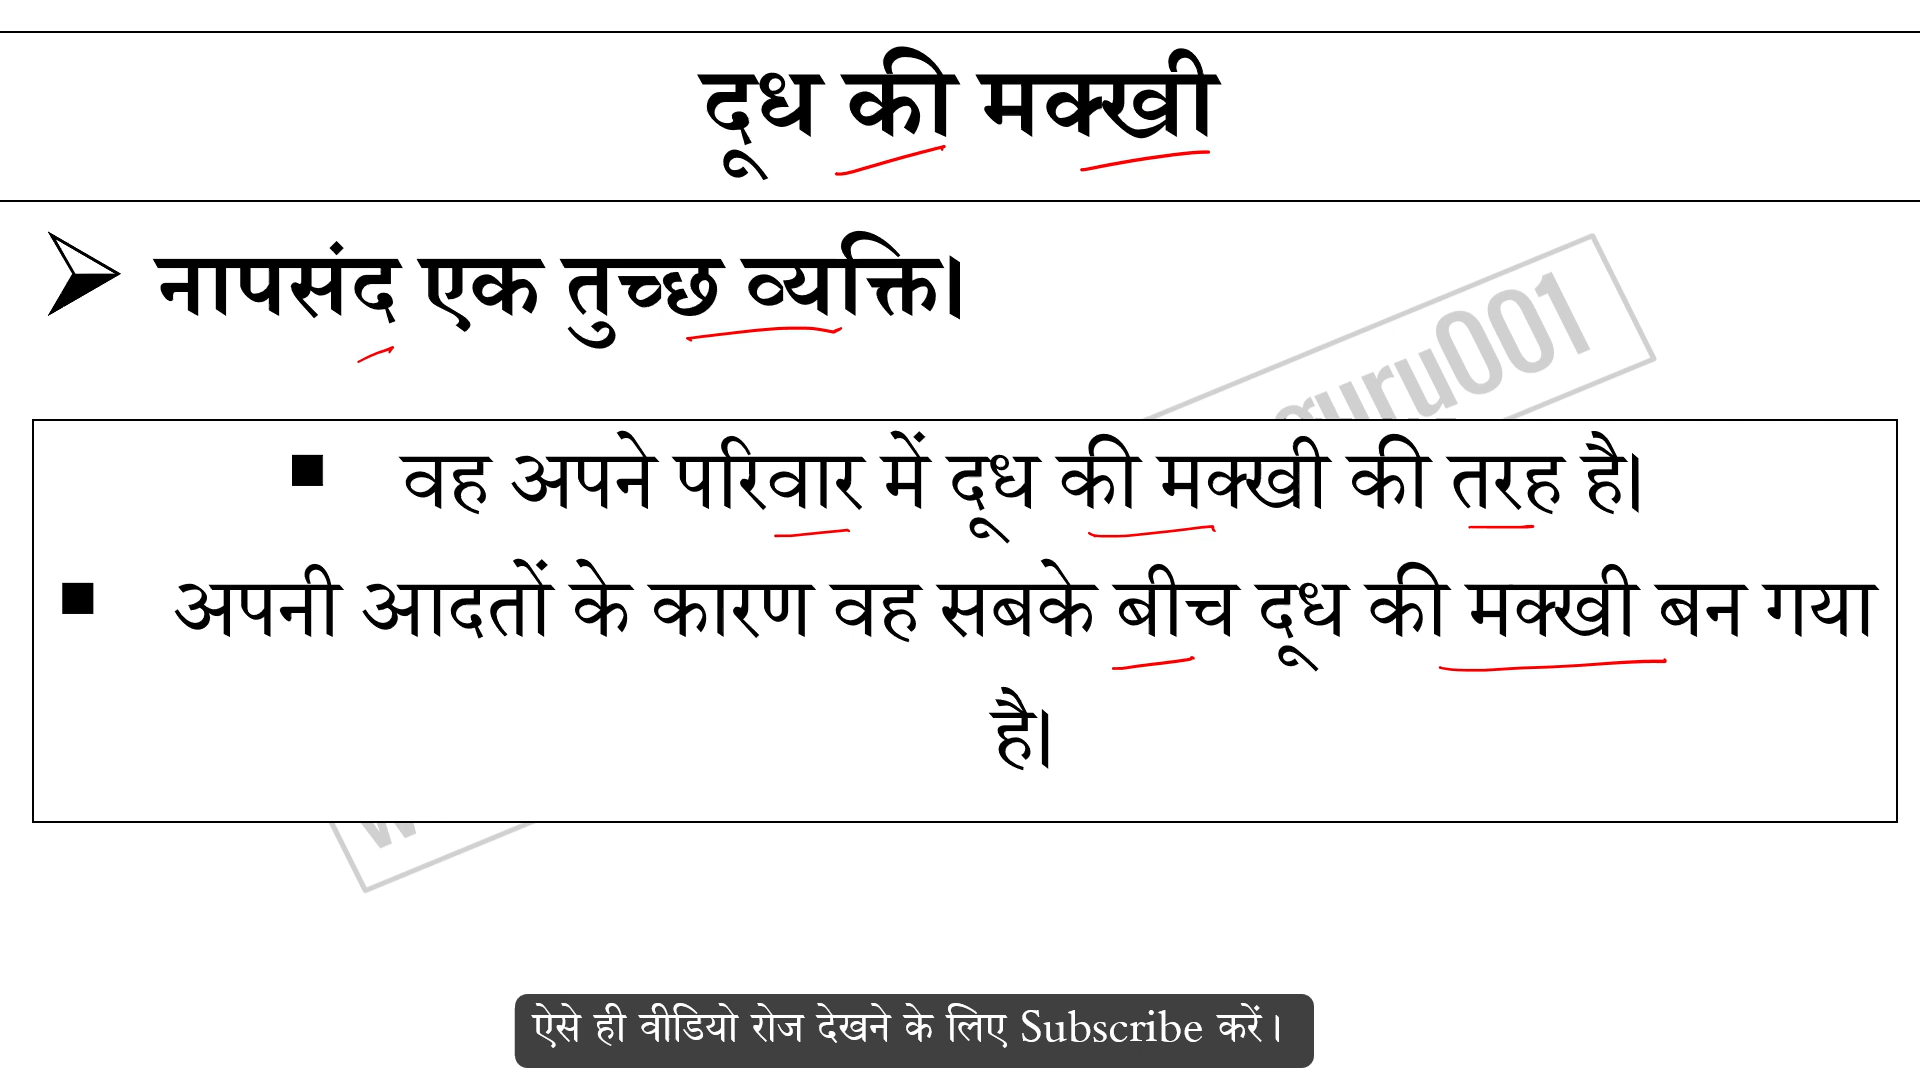 दूध की मक्खी
नापसंद एक तुच्छ व्यक्ति।
guru001
वह अपने परिवार में दूध की मक्खी की तरह है।
अपनी आदतों के कारण वह सबके बीच दूध की मक्खी बन गया
है।
ऐसे ही वीडियो रोज देखने के लिए Subscribe करें।